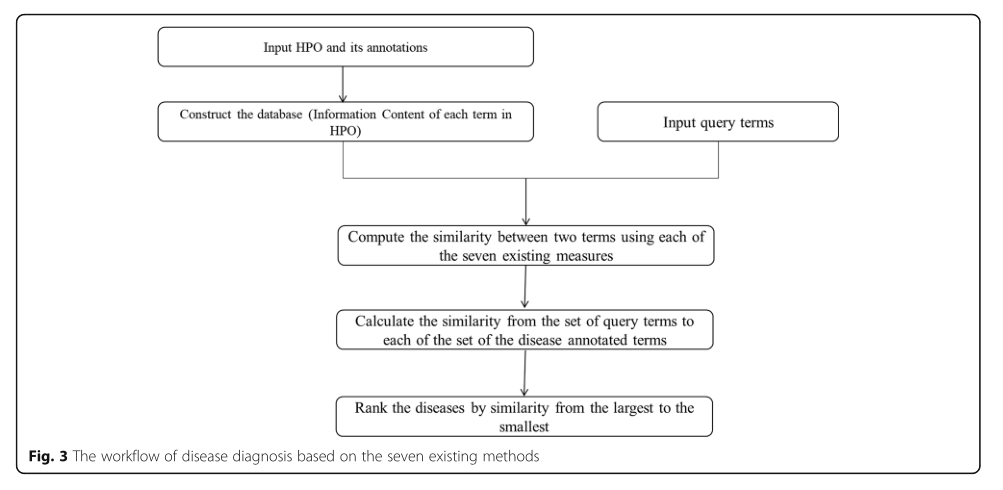 Input HPO and its annotations
Construct the database (Information Content of each term in
HPO)
Input query terms
Compute the similarity between two terms using each of
the seven existing measures
Calculate the similarity from the set of query terms to
each of the set of the disease annotated terms
Rank the diseases by similarity from the largest to the
smallest
Fig. 3 The workflow of disease diagnosis based on the seven existing methods